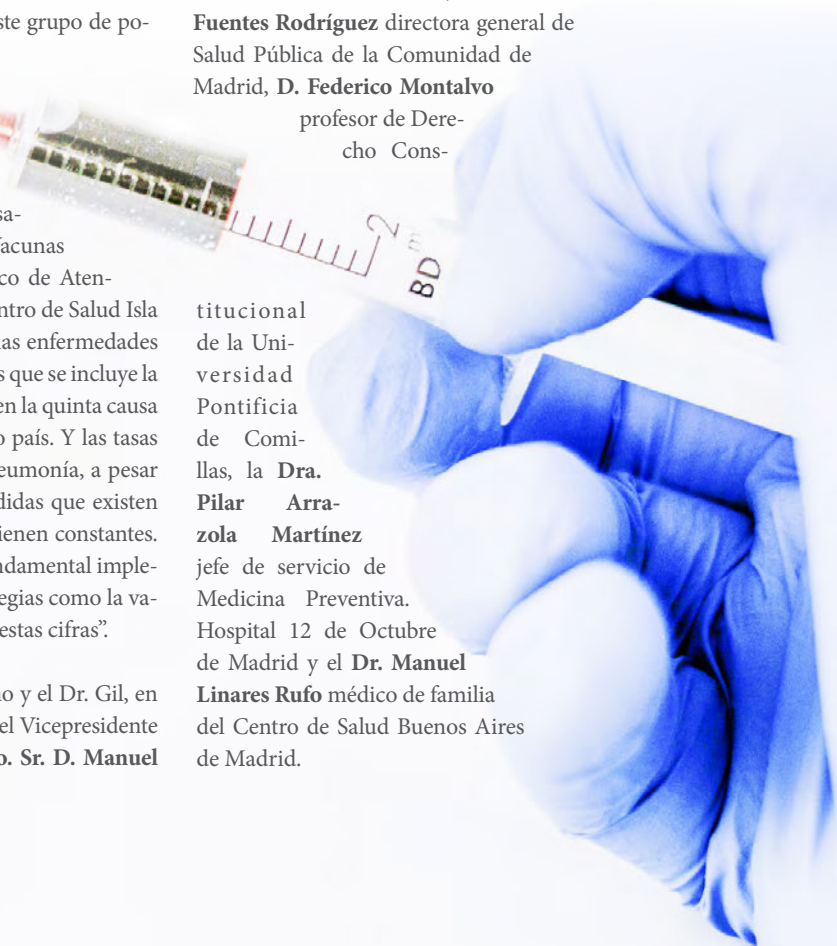 ste grupo de po-
sa-
Vacunas
co de Aten-
ntro de Salud Isla
las enfermedades
s que se incluye la
en la quinta causa
o país. Y las tasas
eumonía, a pesar
didas que existen
ienen constantes.
ndamental imple-
egias como la va-
estas cifras”.
no y el Dr. Gil, en
el Vicepresidente
o. Sr. D. Manuel
Fuentes Rodríguez directora general de
Salud Pública de la Comunidad de
Madrid, D. Federico Montalvo
profesor de Dere-
cho Cons-
titucional
de la Uni-
versidad
Pontificia
de Comi-
llas, la Dra.
Pilar Arra-
zola Martínez
jefe de servicio de
Medicina Preventiva.
Hospital 12 de Octubre
de Madrid y el Dr. Manuel
Linares Rufo médico de familia
del Centro de Salud Buenos Aires
de Madrid.
2
m
BD